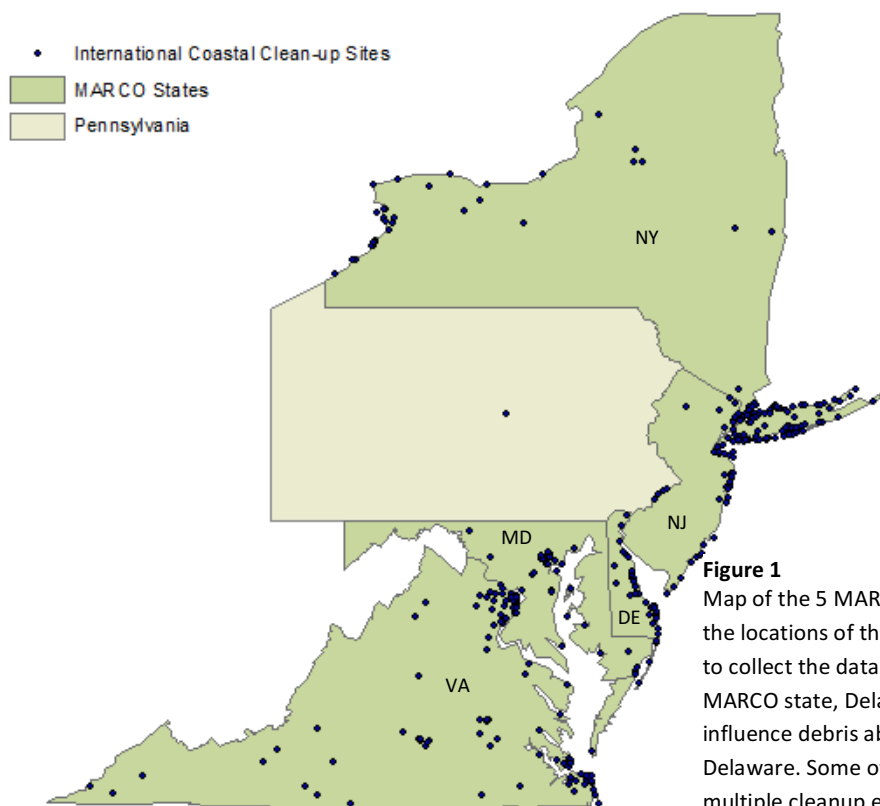 International Coastal Clean-up Sites
MARCO States
Pennsylvania
NY
NJ
MD
DE
VA
Figure 1
Map of the 5 MAR
the locations of th
to collect the data
MARCO state, Dela
influence debris ab
Delaware. Some of
multiple cleanup e